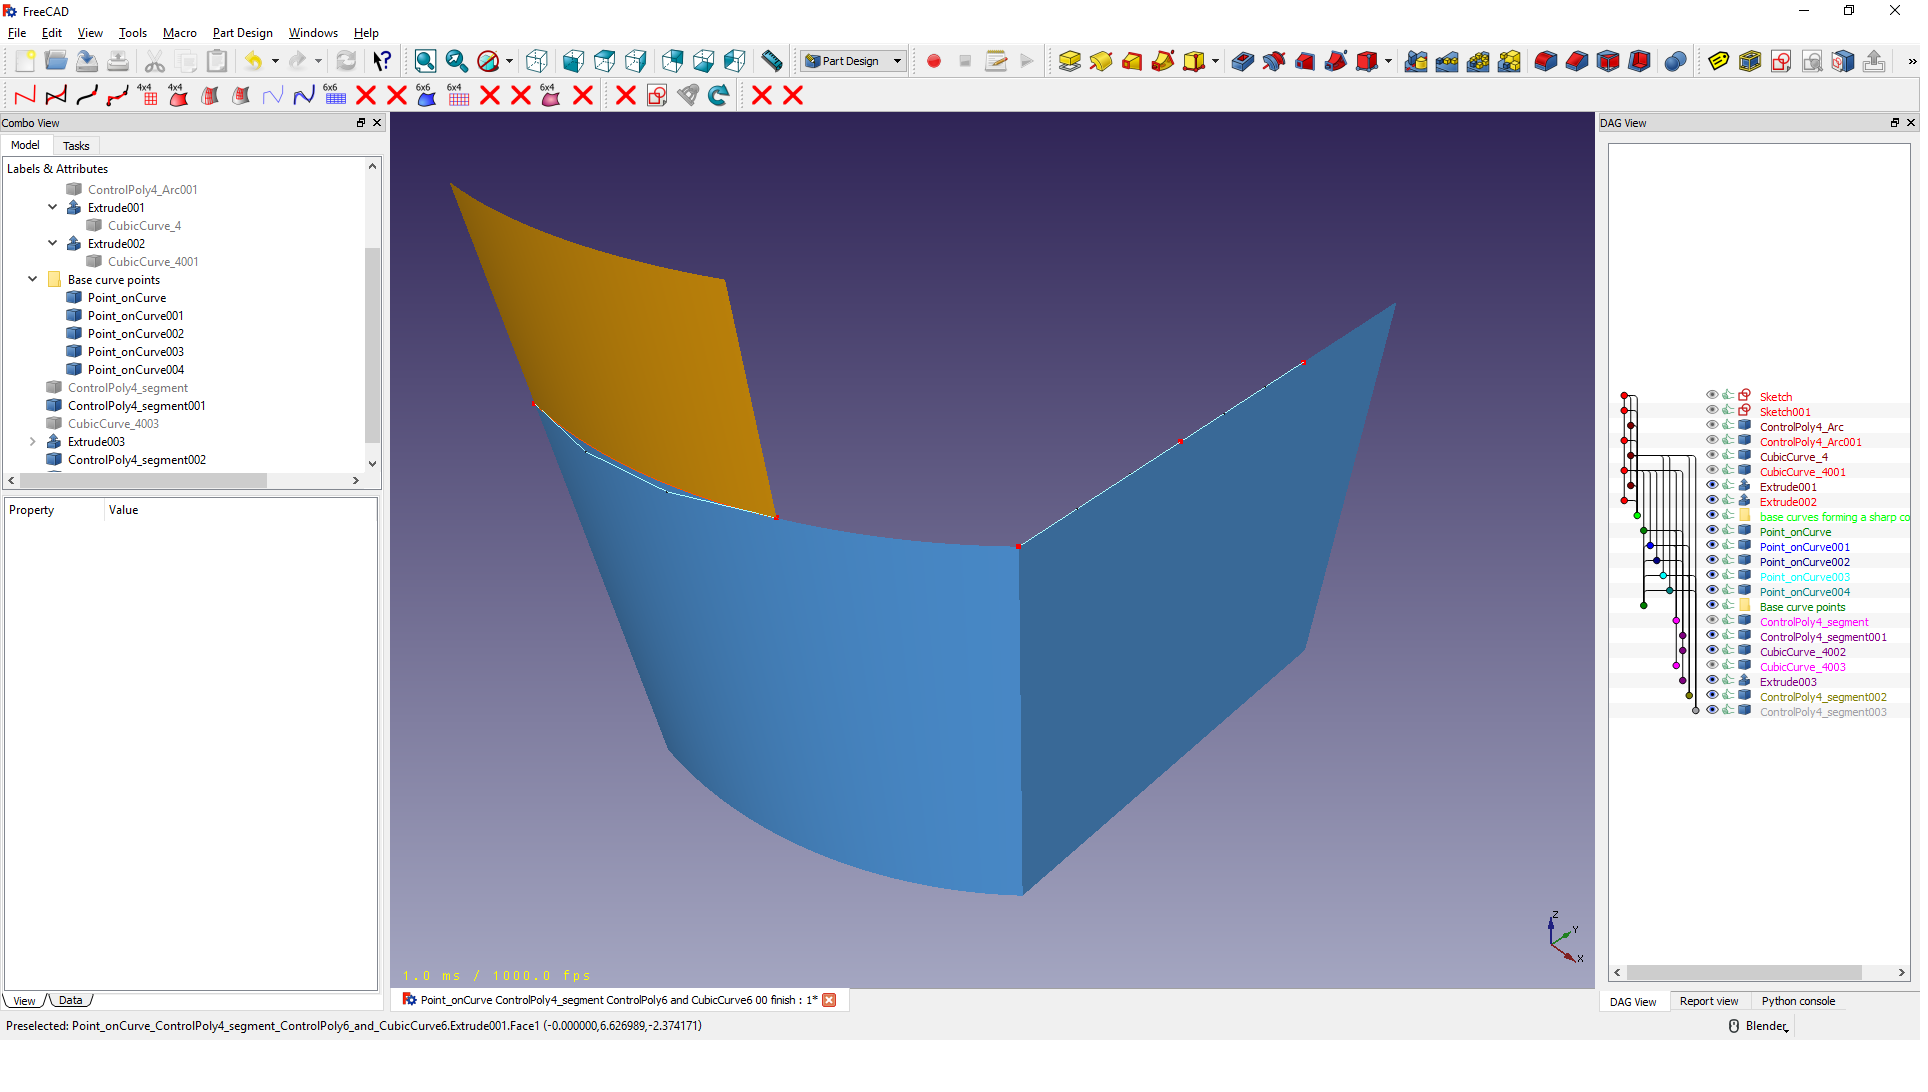 FreeCAD
File Edit View Tools Macro Part Design Windows Help
Part Design
4x4 4x4 6x6 6x6 6x4 6x4
Combo View
Model Tasks
Labels & Attributes
ControlPoly4_Arc001
Extrude001
CubicCurve_4
Extrude002
CubicCurve_4001
Base curve points
Point_onCurve
Point_onCurve001
Point_onCurve002
Point_onCurve003
Point_onCurve004
ControlPoly4_segment
ControlPoly4_segment001
CubicCurve_4003
Extrude003
ControlPoly4_segment002
Property Value
View Data
1.0 ms / 1000.0 fps
Z
Y
X
Point_onCurve ControlPoly4_segment ControlPoly6 and CubicCurve6 00 finish : 1*
DAG View
Sketch
Sketch001
ControlPoly4_Arc
ControlPoly4_Arc001
CubicCurve_4
CubicCurve_4001
Extrude001
Extrude002
base curves forming a sharp co
Point_onCurve
Point_onCurve001
Point_onCurve002
Point_onCurve003
Point_onCurve004
Base curve points
ControlPoly4_segment
ControlPoly4_segment001
CubicCurve_4002
CubicCurve_4003
Extrude003
ControlPoly4_segment002
ControlPoly4_segment003
DAG View Report view Python console
Preselected: Point_onCurve_ControlPoly4_segment_ControlPoly6_and_CubicCurve6.Extrude001.Face1 (-0.000000,6.626989,-2.374171)
Blender